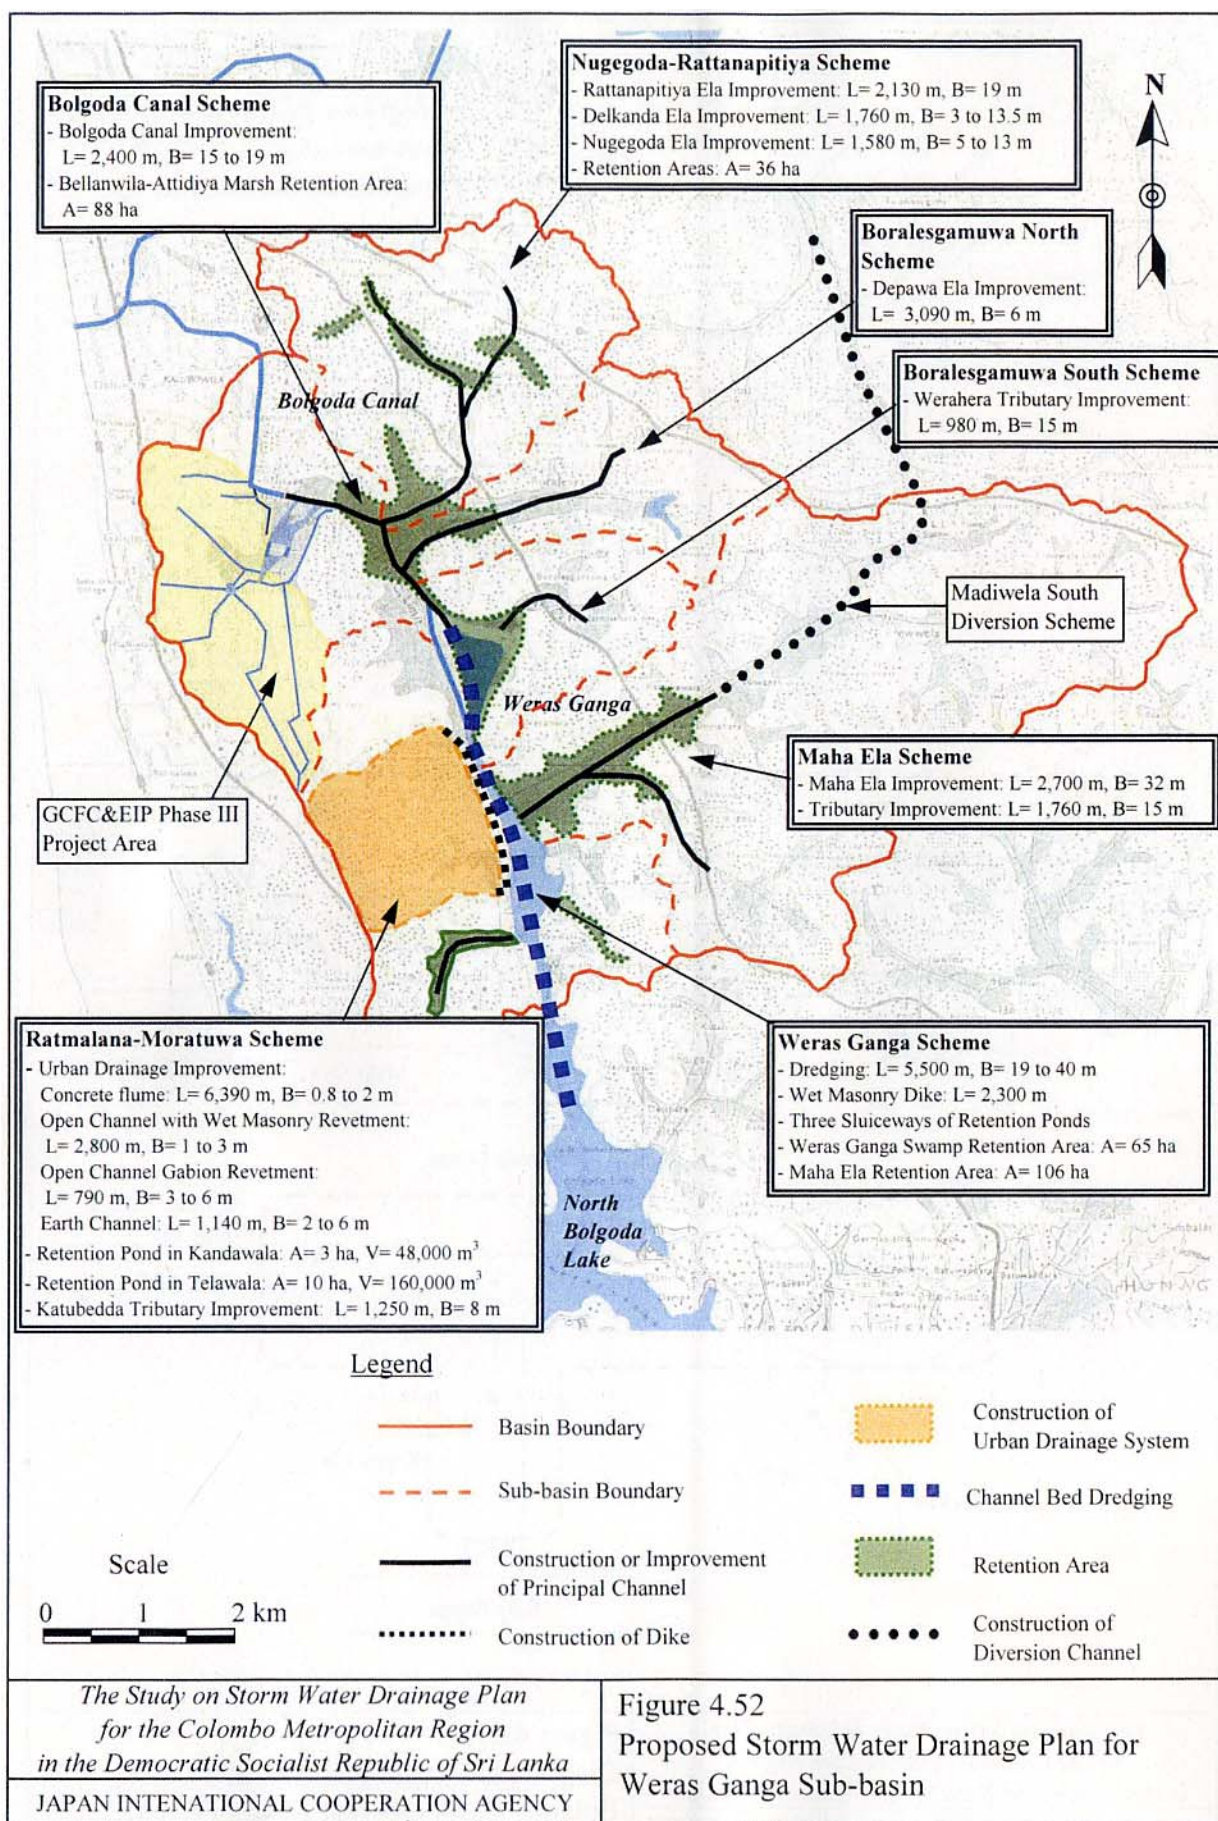 Nugegoda-Rattanapitiya Scheme
- Rattanapitiya Ela Improvement: L= 2,130 m, B= 19 m
- Delkanda Ela Improvement: L= 1,760 m, B= 3 to 13.5 m
- Nugegoda Ela Improvement: L= 1,580 m, B= 5 to 13 m
- Retention Areas: A= 36 ha
Bolgoda Canal Scheme
- Bolgoda Canal Improvement:
L= 2,400 m, B= 15 to 19 m
- Bellanwila-Attidiya Marsh Retention Area:
A= 88 ha
N
Boralesgamuwa North
Scheme
- Depawa Ela Improvement:
L= 3,090 m, B= 6 m
Boralesgamuwa South Scheme
- Werahera Tributary Improvement:
L= 980 m, B= 15 m
Bolgoda Canal
Madiwela South
Diversion Scheme
Weras Ganga
Maha Ela Scheme
- Maha Ela Improvement: L= 2,700 m, B= 32 m
- Tributary Improvement: L= 1,760 m, B= 15 m
GCFC&EIP Phase III
Project Area
Ratmalana-Moratuwa Scheme
- Urban Drainage Improvement:
Concrete flume: L= 6,390 m, B= 0.8 to 2 m
Open Channel with Wet Masonry Revetment:
L= 2,800 m, B= 1 to 3 m
Open Channel Gabion Revetment:
L= 790 m, B= 3 to 6 m
Earth Channel: L= 1,140 m, B= 2 to 6 m
- Retention Pond in Kandawala: A= 3 ha, V= 48,000 m³
- Retention Pond in Telawala: A= 10 ha, V= 160,000 m³
- Katubedda Tributary Improvement: L= 1,250 m, B= 8 m
Weras Ganga Scheme
- Dredging: L= 5,500 m, B= 19 to 40 m
- Wet Masonry Dike: L= 2,300 m
- Three Sluiceways of Retention Ponds
- Weras Ganga Swamp Retention Area: A= 65 ha
- Maha Ela Retention Area: A= 106 ha
North
Bolgoda
Lake
Legend
Basin Boundary
Sub-basin Boundary
Construction or Improvement
of Principal Channel
Construction of Dike
Construction of
Urban Drainage System
Channel Bed Dredging
Retention Area
Construction of
Diversion Channel
Scale
0 1 2 km
The Study on Storm Water Drainage Plan
for the Colombo Metropolitan Region
in the Democratic Socialist Republic of Sri Lanka
JAPAN INTENATIONAL COOPERATION AGENCY
Figure 4.52
Proposed Storm Water Drainage Plan for
Weras Ganga Sub-basin